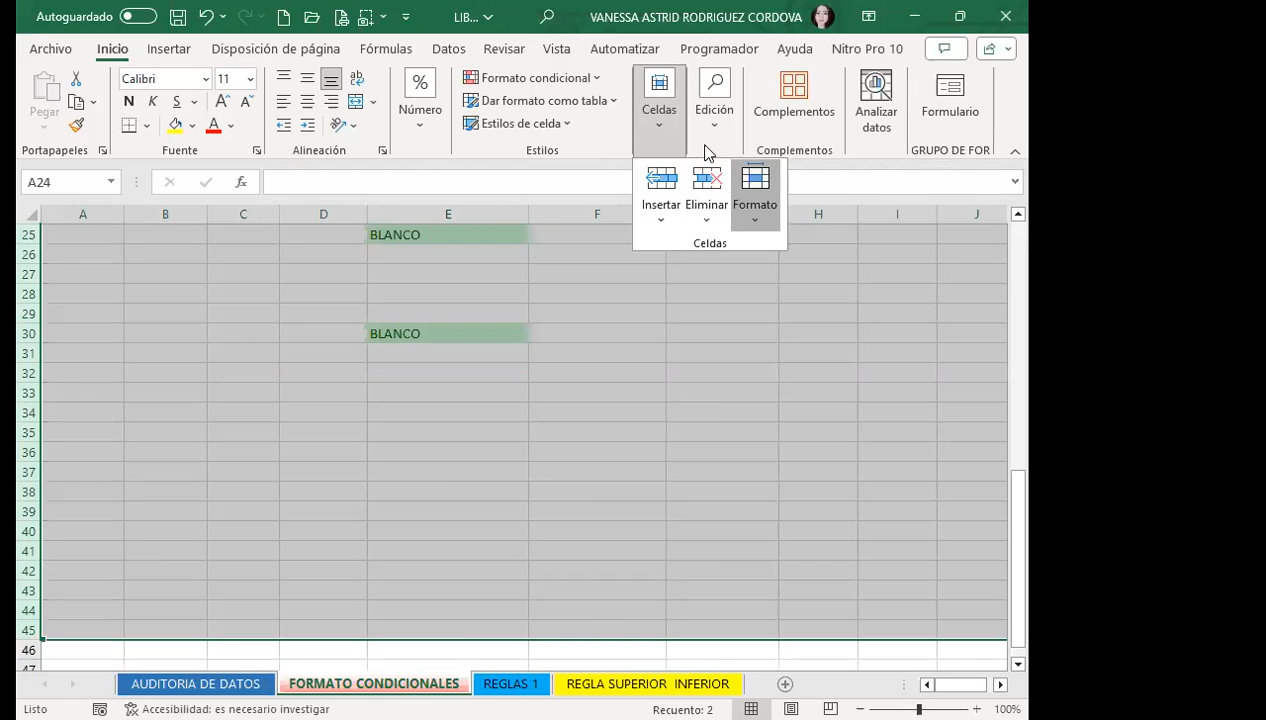 Autoguardado
LIB...
VANESSA ASTRID RODRIGUEZ CORDOVA
Archivo Inicio Insertar Disposición de página Fórmulas Datos Revisar Vista Automatizar Programador Ayuda Nitro Pro 10
Pegar
Portapapeles
Calibri 11
N K S A A
A
Fuente
ab
Alineación
%
Número
Formato condicional
Dar formato como tabla
Estilos de celda
Estilos
Celdas
Edición
Complementos
Complementos
Analizar
datos
Formulario
GRUPO DE FOR
Insertar Eliminar Formato
Celdas
A24
fx
A B C D E F H I J
25 BLANCO
26
27
28
29
30 BLANCO
31
32
33
34
35
36
37
38
39
40
41
42
43
44
45
46
47
AUDITORIA DE DATOS FORMATO CONDICIONALES REGLAS 1 REGLA SUPERIOR INFERIOR
Listo Accesibilidad: es necesario investigar Recuento: 2 100%